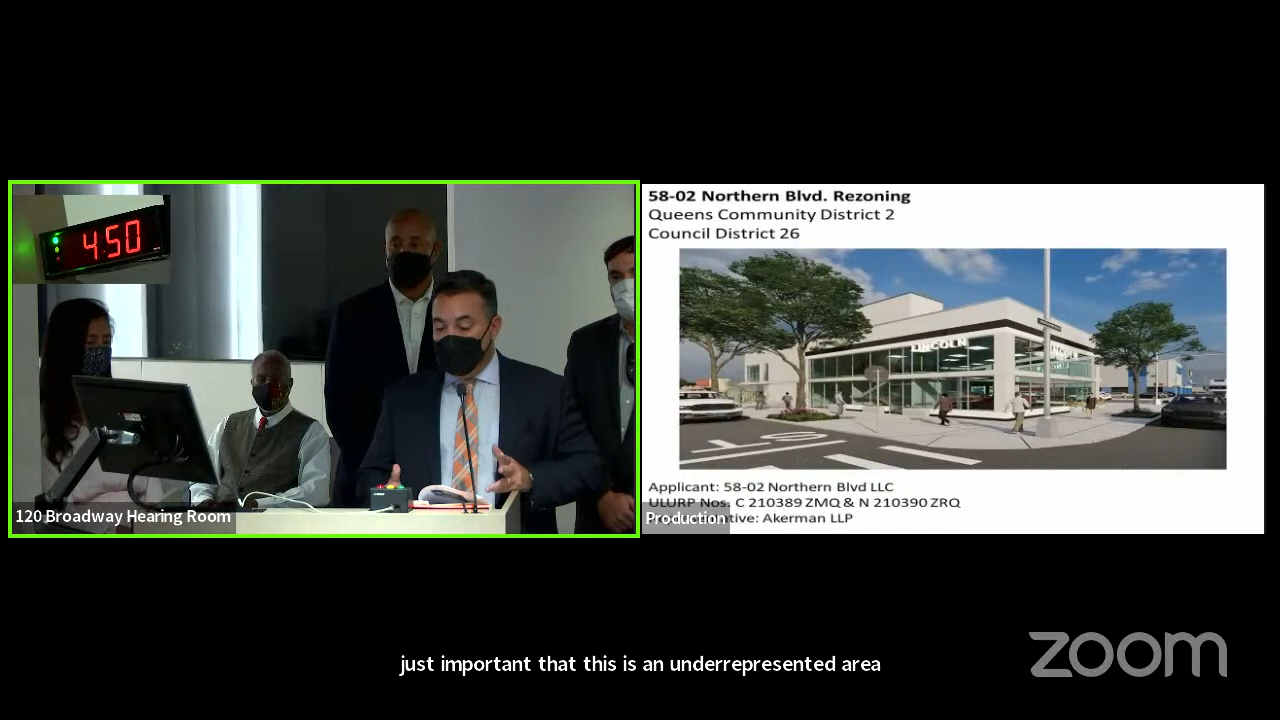 4:50
120 Broadway Hearing Room
58-02 Northern Blvd. Rezoning
Queens Community District 2
Council District 26
LINCOLN
LINCOLN
Applicant: 58-02 Northern Blvd LLC
ULURP Nos. C 210389 ZMQ & N 210390 ZRQ
tive: Akerman LLP
Production
just important that this is an underrepresented area
zoom